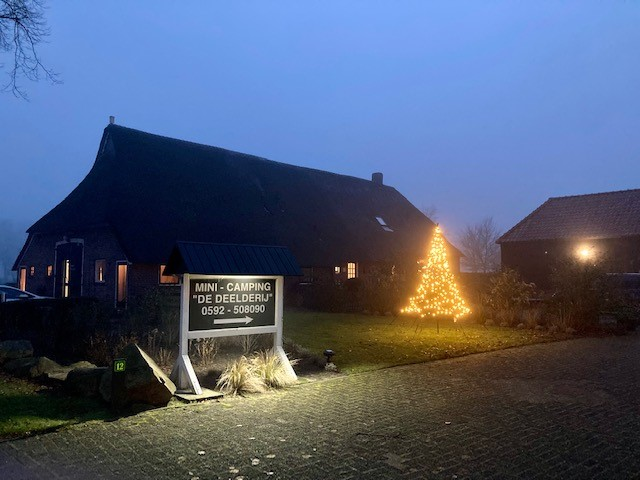 MINI - CAMPING
"DE DEELDERIJ"
0592 - 508090
12